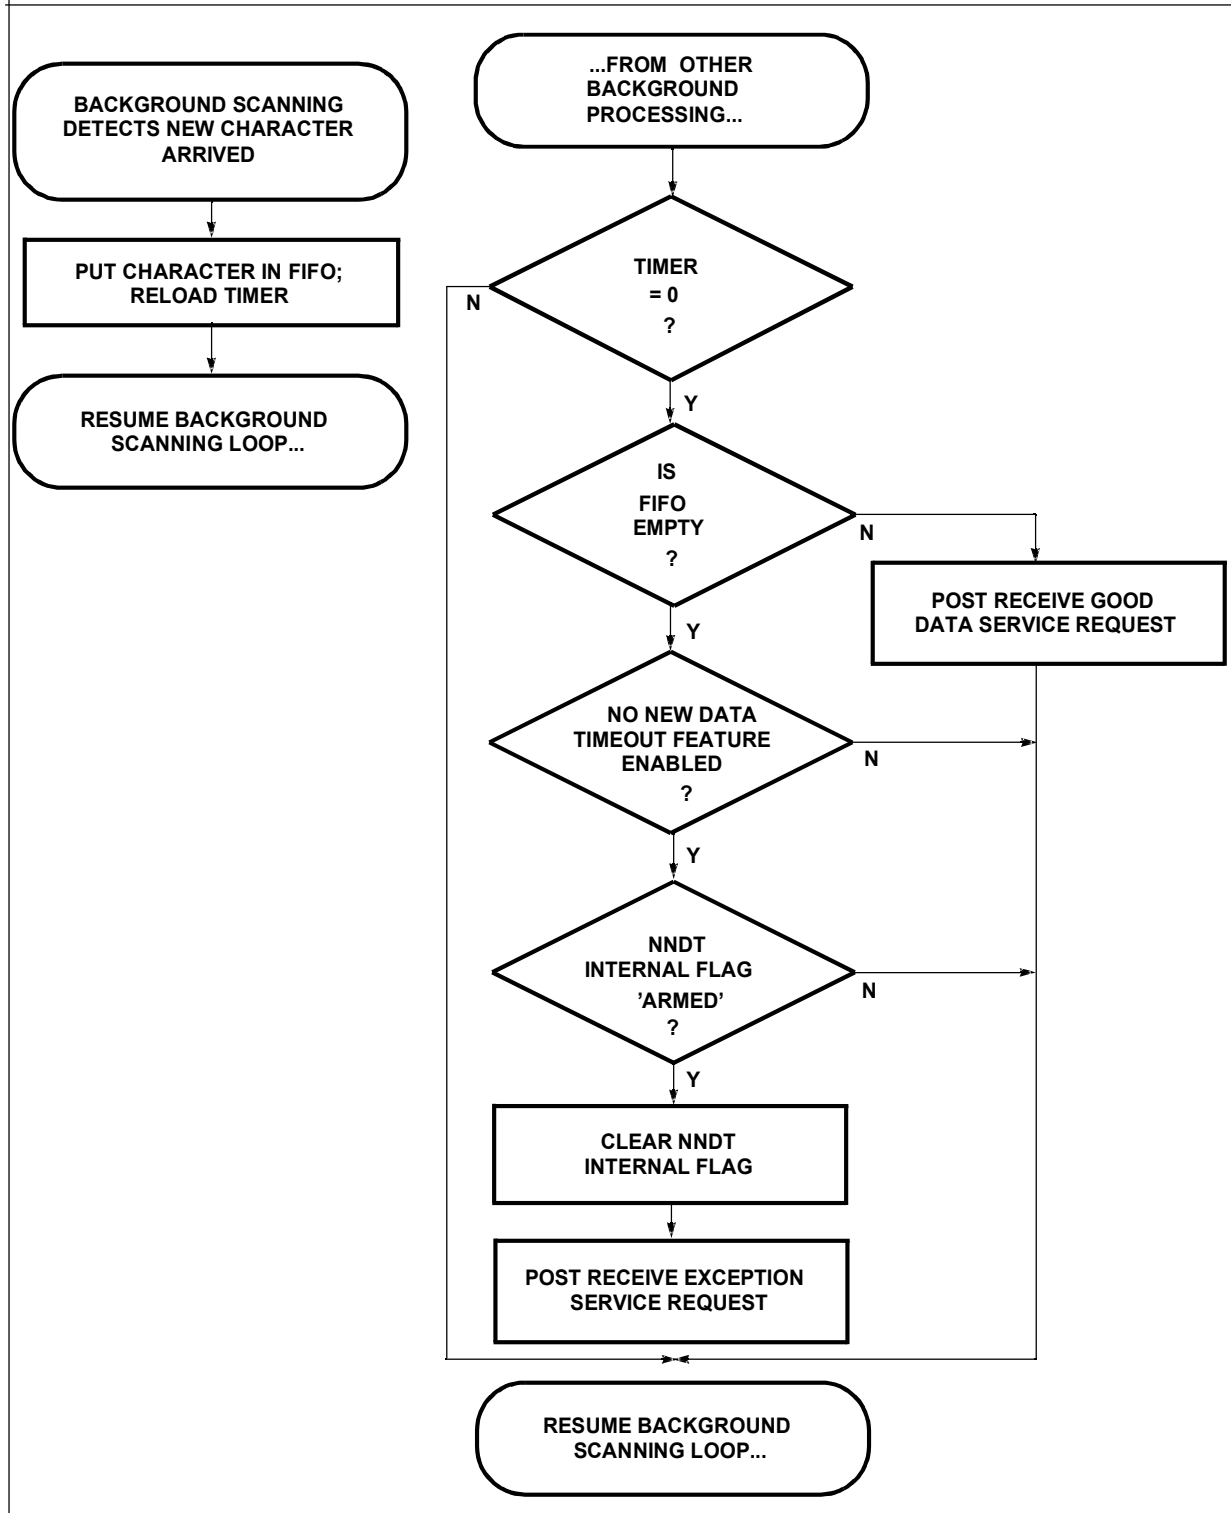 BACKGROUND SCANNING
DETECTS NEW CHARACTER
ARRIVED
PUT CHARACTER IN FIFO;
RELOAD TIMER
RESUME BACKGROUND
SCANNING LOOP...
...FROM OTHER
BACKGROUND
PROCESSING...
TIMER
= 0
?
N
Y
IS
FIFO
EMPTY
?
N
Y
POST RECEIVE GOOD
DATA SERVICE REQUEST
NO NEW DATA
TIMEOUT FEATURE
ENABLED
?
N
Y
NNDT
INTERNAL FLAG
’ARMED’
?
N
Y
CLEAR NNDT
INTERNAL FLAG
POST RECEIVE EXCEPTION
SERVICE REQUEST
RESUME BACKGROUND
SCANNING LOOP...